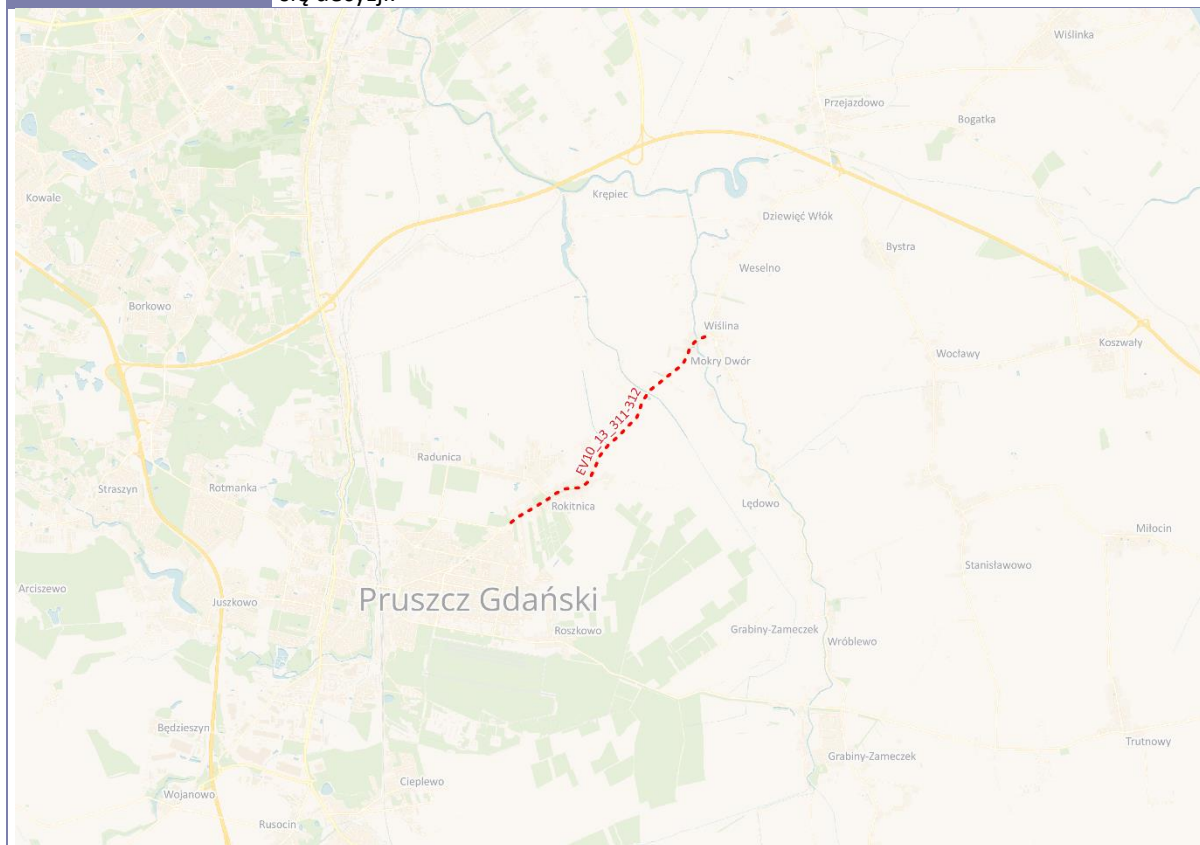 się decyzji.
Wiślinka
Przejazdowo
Bogatka
Kowale
Krępiec
Dziewięć Włók
Bystra
Weselno
Borkowo
Wiślina
Koszwały
Wocławy
Mokry Dwór
EV10_13_311-312
Radunica
Straszyn
Rotmanka
Rokitnica
Lędowo
Miłocin
Stanisławowo
Arciszewo
Juszkowo
Pruszcz Gdański
Roszkowo
Grabiny-Zameczek
Wróblewo
Będzieszyn
Trutnowy
Grabiny-Zameczek
Cieplewo
Wojanowo
Rusocin